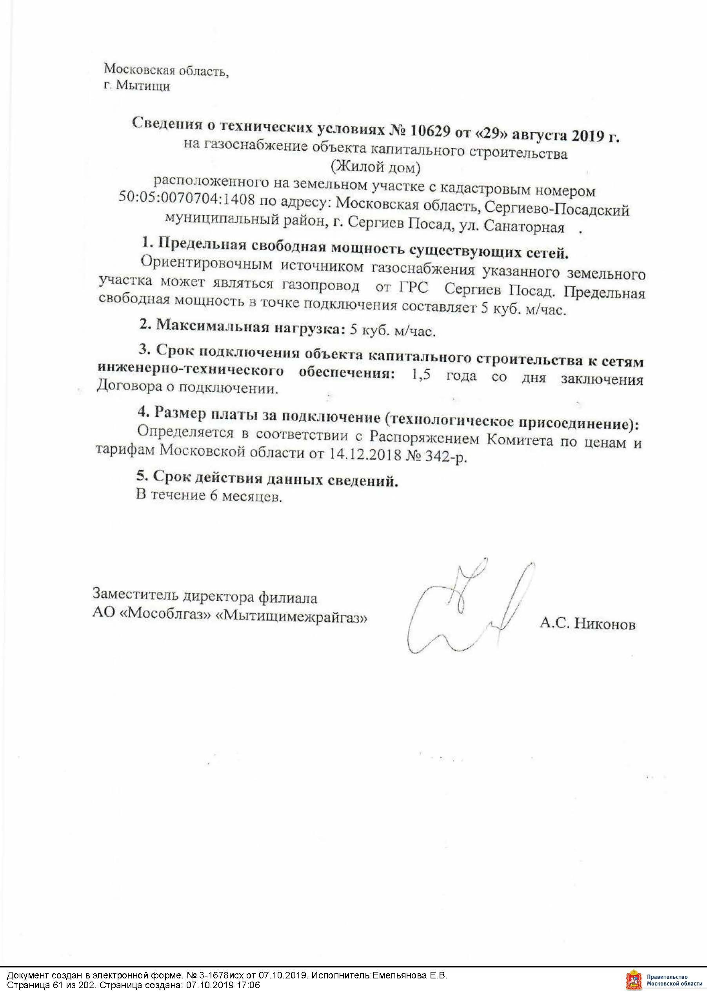 Московская область,
г. Мытищи
Сведения о технических условиях № 10629 от «29» августа 2019 г.
на газоснабжение объекта капитального строительства
(Жилой дом)
расположенного на земельном участке с кадастровым номером
50:05:0070704:1408 по адресу: Московская область, Сергиево-Посадский
муниципальный район, г. Сергиев Посад, ул. Санаторная .
1. Предельная свободная мощность существующих сетей.
Ориентировочным источником газоснабжения указанного земельного
участка может являться газопровод от ГРС Сергиев Посад. Предельная
свободная мощность в точке подключения составляет 5 куб. м/час.
2. Максимальная нагрузка: 5 куб. м/час.
3. Срок подключения объекта капитального строительства к сетям
инженерно-технического обеспечения: 1,5 года со дня заключения
Договора о подключении.
4. Размер платы за подключение (технологическое присоединение):
Определяется в соответствии с Распоряжением Комитета по ценам и
тарифам Московской области от 14.12.2018 № 342-р.
5. Срок действия данных сведений.
В течение 6 месяцев.
Заместитель директора филиала
АО «Мособлгаз» «Мытищимежрайгаз»
А.С. Никонов
Документ создан в электронной форме. № 3-1678исх от 07.10.2019. Исполнитель:Емельянова Е.В.
Страница 61 из 202. Страница создана: 07.10.2019 17:06
Правительство
Московской области